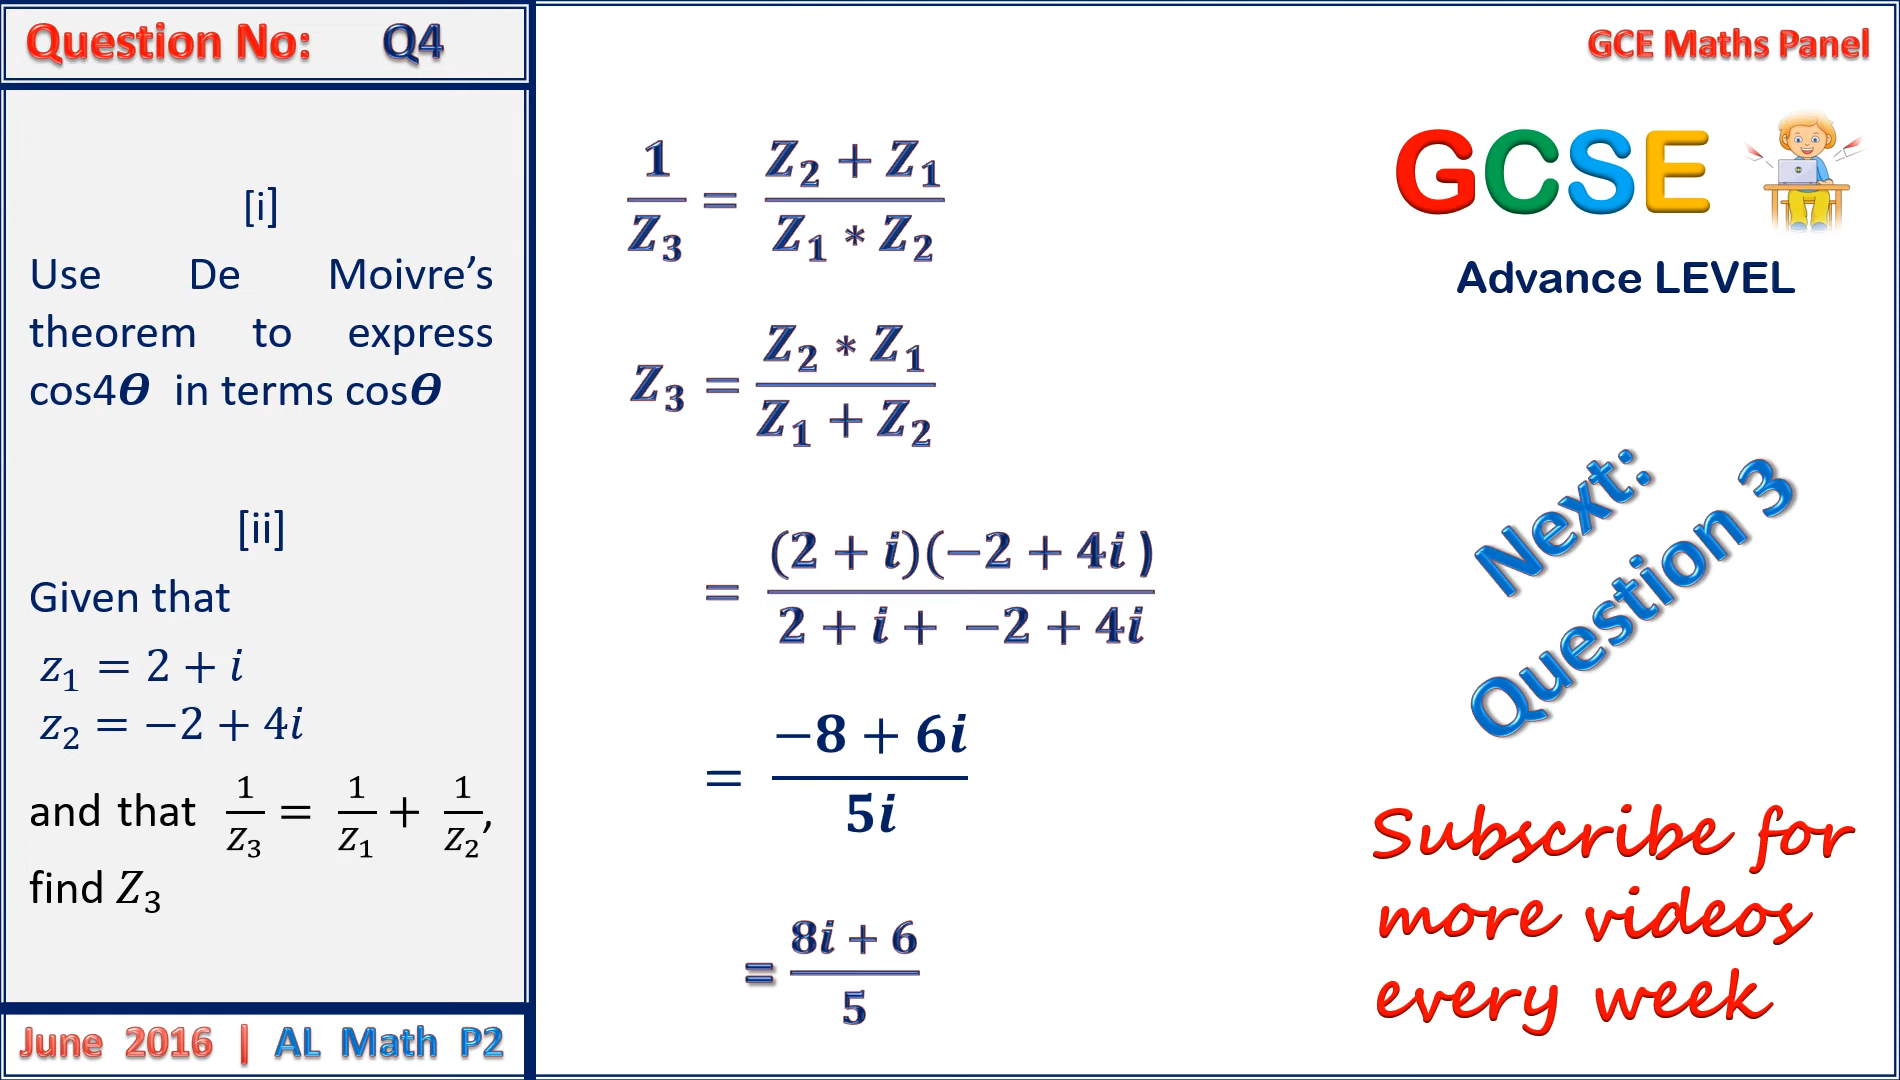 Question No: Q4
[i]
Use De Moivre’s
theorem to express
cos4θ in terms cosθ
[ii]
Given that
z₁ = 2 + i
z₂ = −2 + 4i
and that 1/z₃ = 1/z₁ + 1/z₂,
find Z₃
June 2016 | AL Math P2
1/Z₃ = (Z₂ + Z₁)/(Z₁ * Z₂)
Z₃ = (Z₂ * Z₁)/(Z₁ + Z₂)
= (2 + i)(−2 + 4i )/(2 + i + −2 + 4i)
= (−8 + 6i)/(5i)
= (8i + 6)/5
GCE Maths Panel
GCSE
Advance LEVEL
Next:
Question 3
Subscribe for
more videos
every week